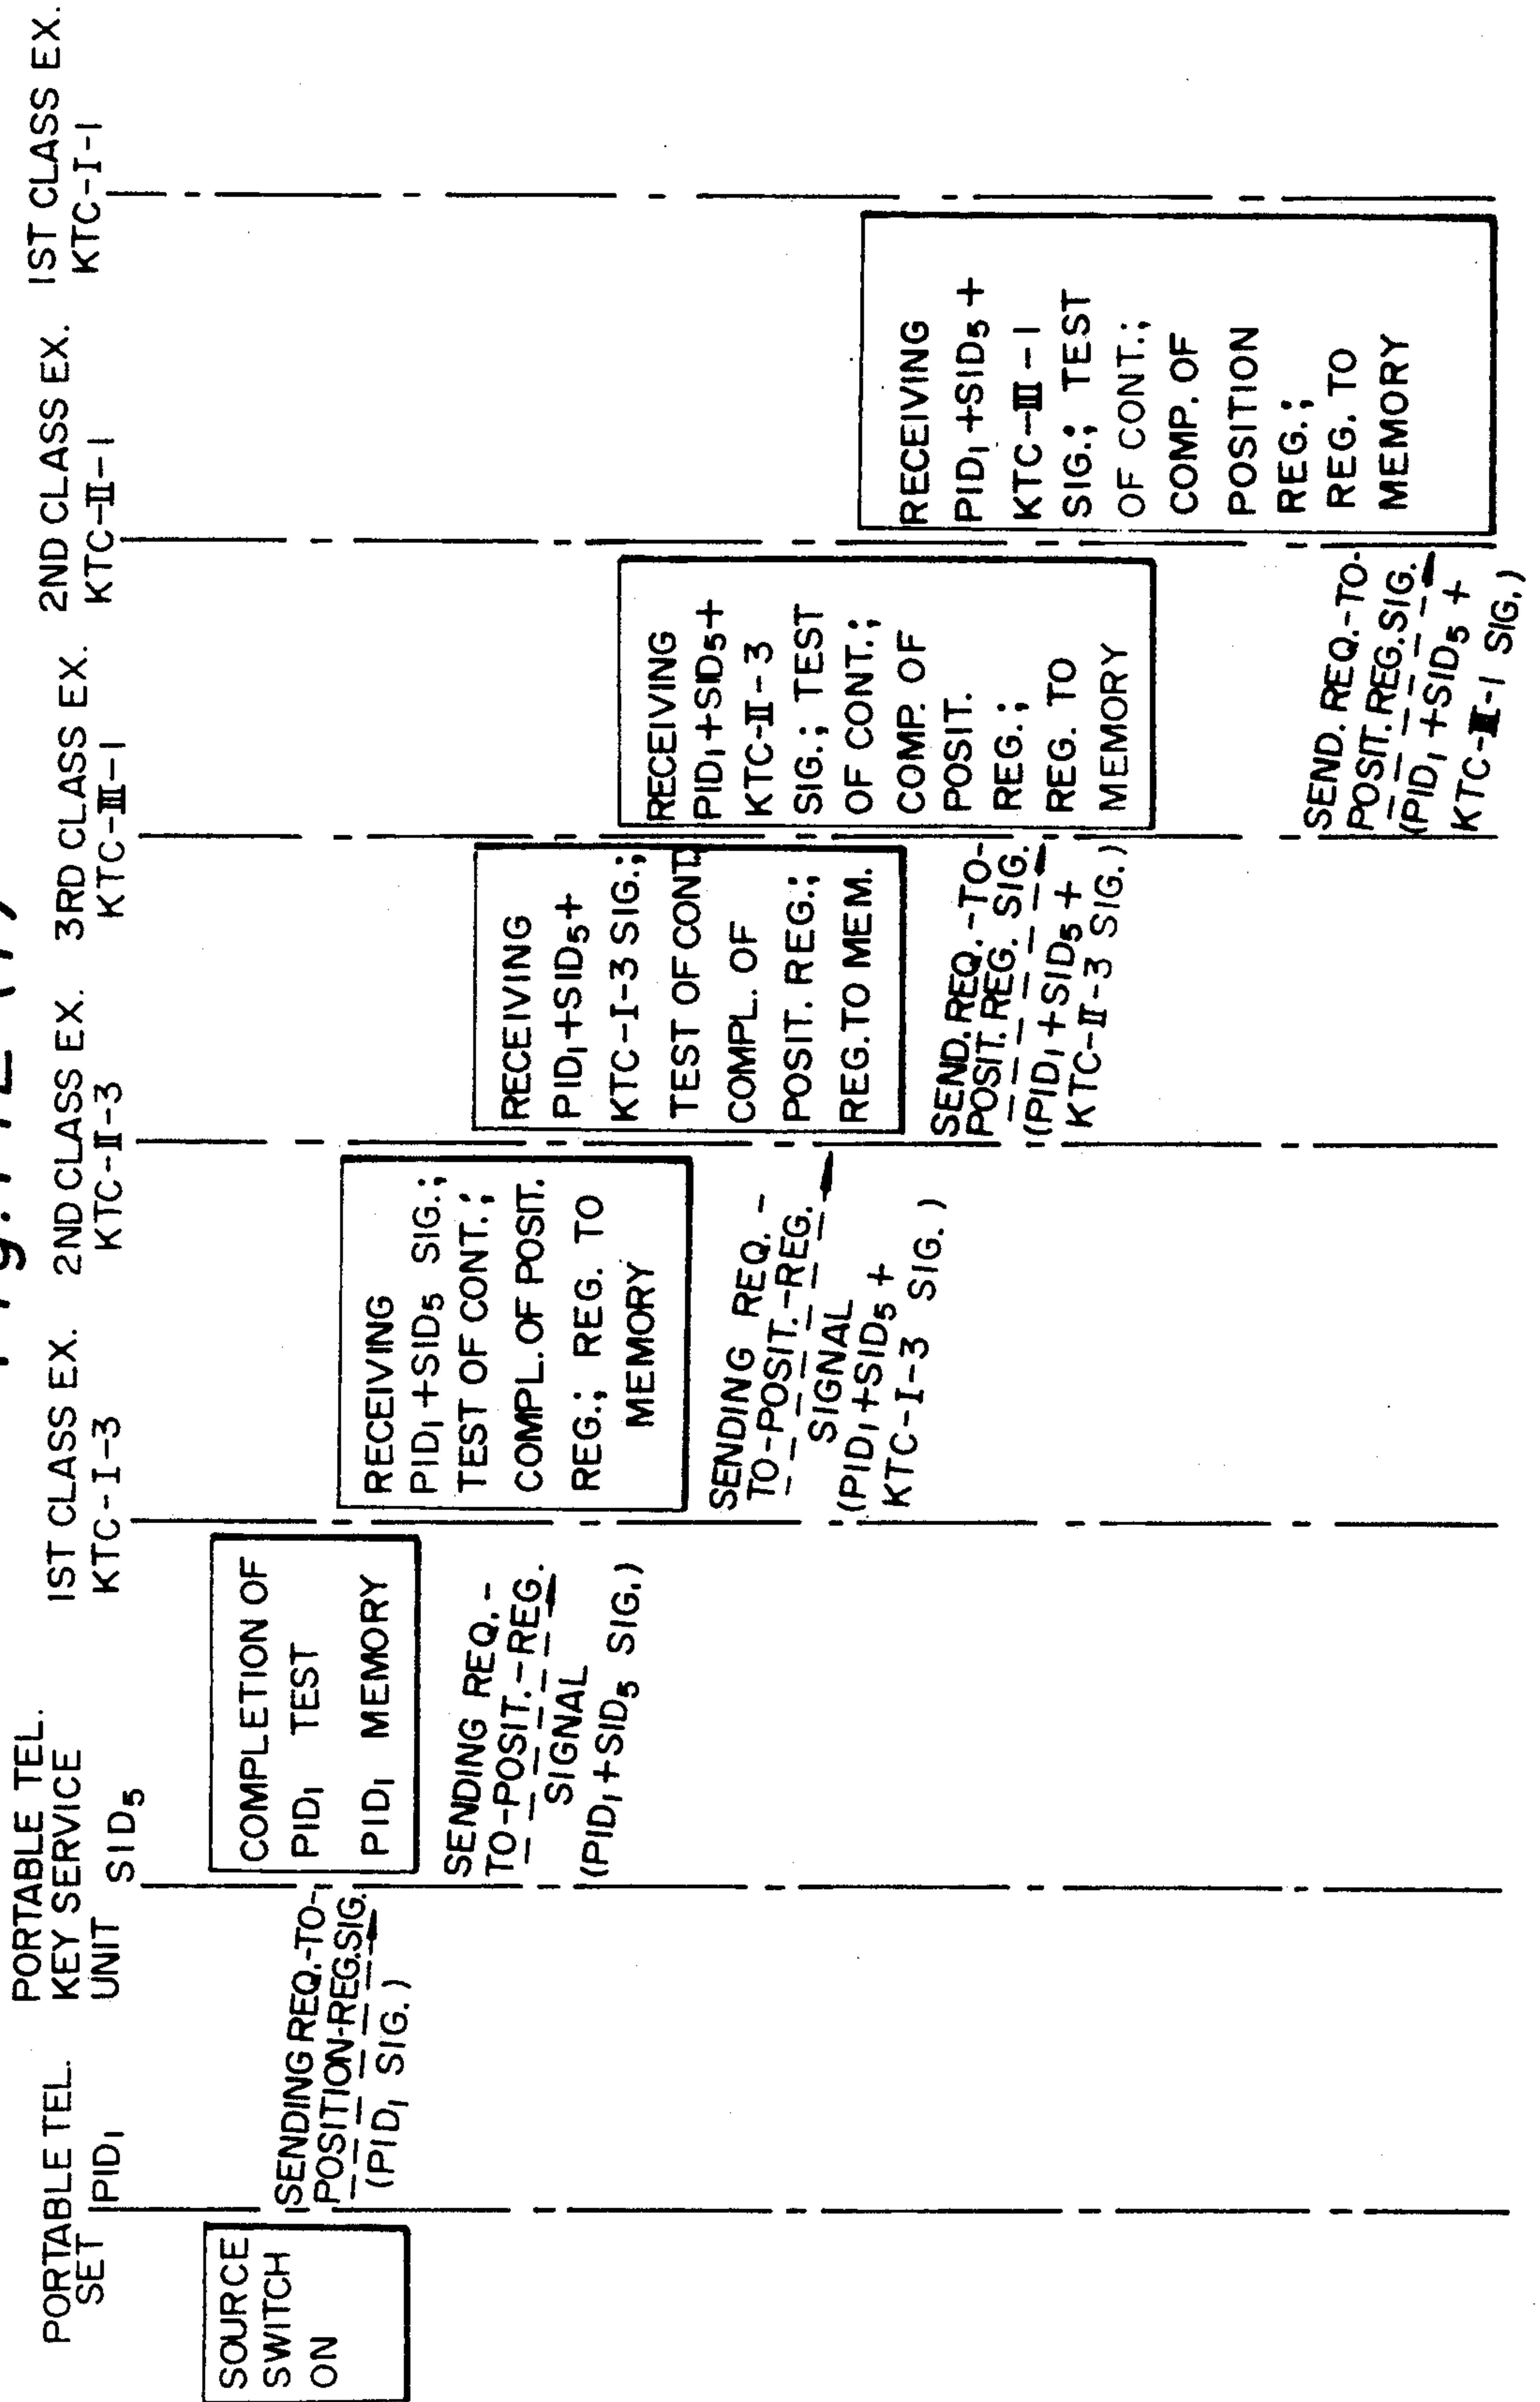 PORTABLE TEL.
SET
PID1
PORTABLE TEL.
KEY SERVICE
UNIT SID5
1ST CLASS EX.
KTC-I-3
2ND CLASS EX.
KTC-II-3
3RD CLASS EX.
KTC-III-1
2ND CLASS EX.
KTC-II-1
1ST CLASS EX.
KTC-I-1
SOURCE
SWITCH
ON
SENDING REQ.-TO-
POSITION-REG.SIG.
(PID1 SIG.)
COMPLETION OF
PID1 TEST
PID1 MEMORY
SENDING REQ.-
TO-POSIT.-REG.
SIGNAL
(PID1+SID5 SIG.)
RECEIVING
PID1+SID5 SIG.;
TEST OF CONT.;
COMPL. OF POSIT.
REG.; REG. TO
MEMORY
SENDING REQ.-
TO-POSIT.-REG.
SIGNAL
(PID1+SID5+
KTC-I-3 SIG.)
RECEIVING
PID1+SID5+
KTC-I-3 SIG.;
TEST OF CONT.
COMPL. OF
POSIT. REG.;
REG. TO MEM.
SEND. REQ.-TO-
POSIT. REG. SIG.
(PID1+SID5+
KTC-II-3 SIG.)
RECEIVING
PID1+SID5+
KTC-II-3
SIG.; TEST
OF CONT.;
COMP. OF
POSIT.
REG.;
REG. TO
MEMORY
SEND. REQ.-TO-
POSIT. REG.SIG.
(PID1+SID5+
KTC-III-1 SIG.)
RECEIVING
PID1+SID5+
KTC-III-1
SIG.; TEST
OF CONT.;
COMP. OF
POSITION
REG.;
REG. TO
MEMORY